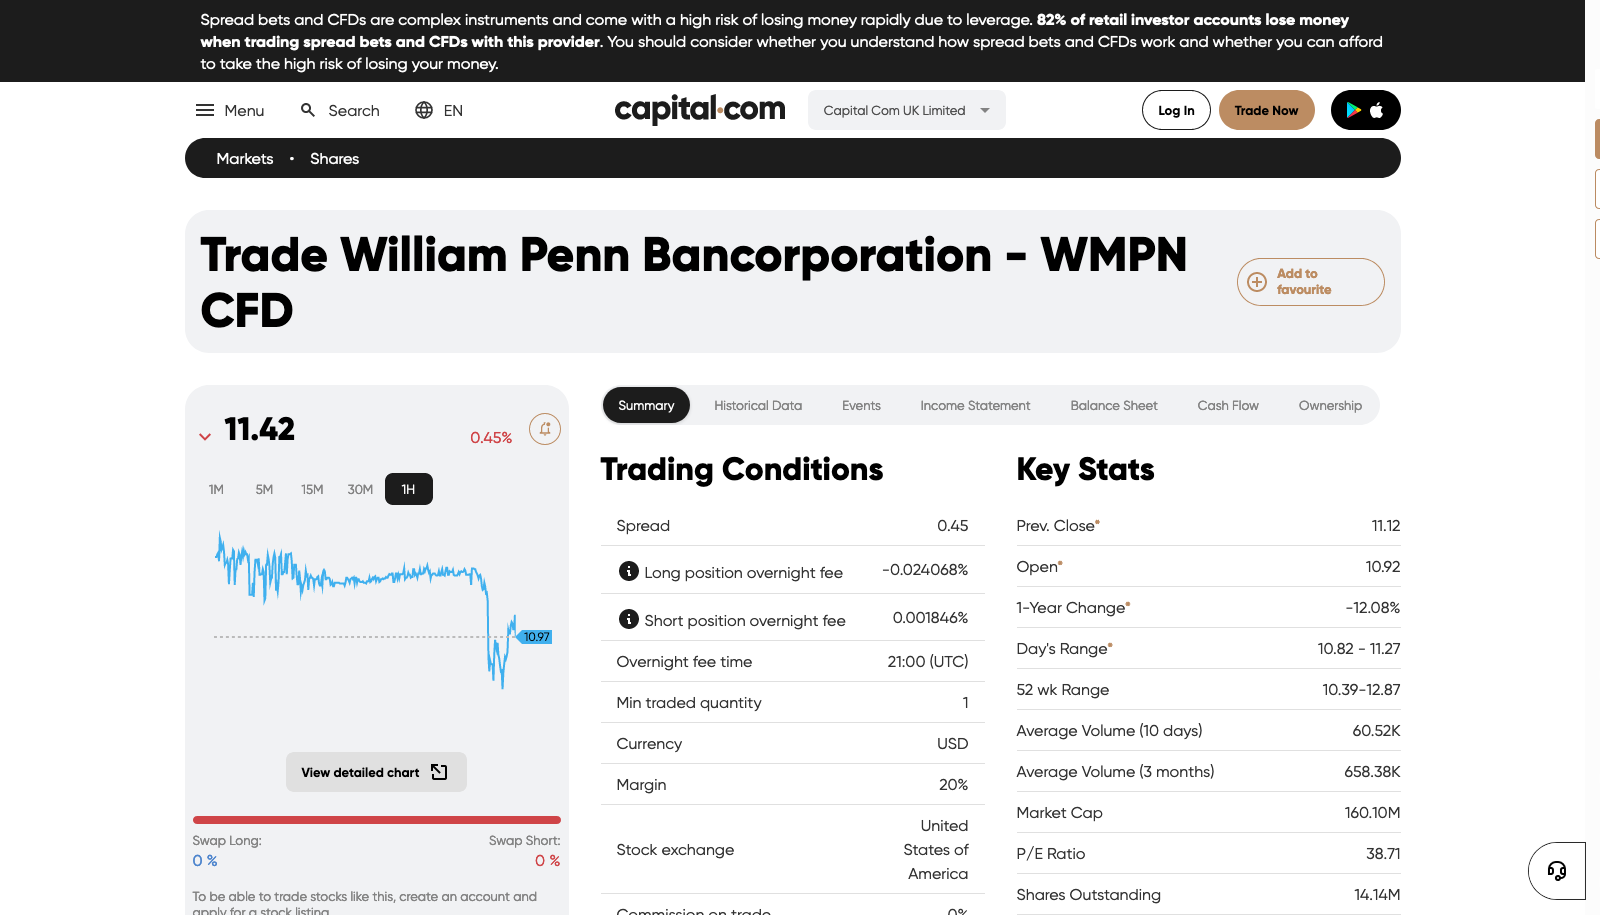 Spread bets and CFDs are complex instruments and come with a high risk of losing money rapidly due to leverage. 82% of retail investor accounts lose money
when trading spread bets and CFDs with this provider. You should consider whether you understand how spread bets and CFDs work and whether you can afford
to take the high risk of losing your money.
Menu Search EN capital.com Capital Com UK Limited Log In Trade Now
Markets • Shares
Trade William Penn Bancorporation - WMPN
CFD
Add to
favourite
11.42 0.45%
1M 5M 15M 30M 1H
10.97
View detailed chart
Swap Long: Swap Short:
0 % 0 %
To be able to trade stocks like this, create an account and
apply for a stock listing
Summary Historical Data Events Income Statement Balance Sheet Cash Flow Ownership
Trading Conditions
Spread 0.45
Long position overnight fee -0.024068%
Short position overnight fee 0.001846%
Overnight fee time 21:00 (UTC)
Min traded quantity 1
Currency USD
Margin 20%
Stock exchange United
States of
America
Commission on trade 0%
Key Stats
Prev. Close* 11.12
Open* 10.92
1-Year Change* -12.08%
Day's Range* 10.82 - 11.27
52 wk Range 10.39-12.87
Average Volume (10 days) 60.52K
Average Volume (3 months) 658.38K
Market Cap 160.10M
P/E Ratio 38.71
Shares Outstanding 14.14M